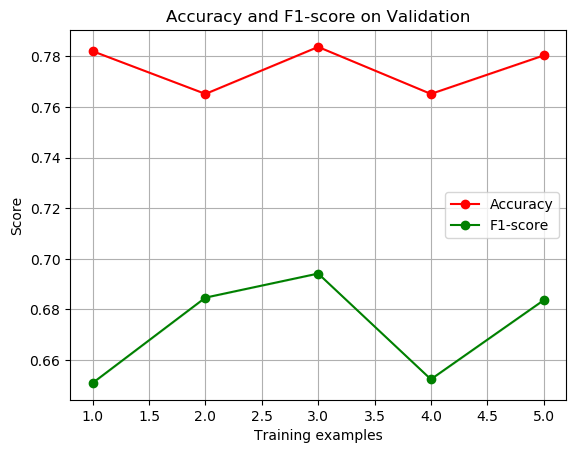 Accuracy and F1-score on Validation
0.78
0.76
0.74
0.72
0.70
0.68
0.66
Score
Accuracy
F1-score
1.0 1.5 2.0 2.5 3.0 3.5 4.0 4.5 5.0
Training examples